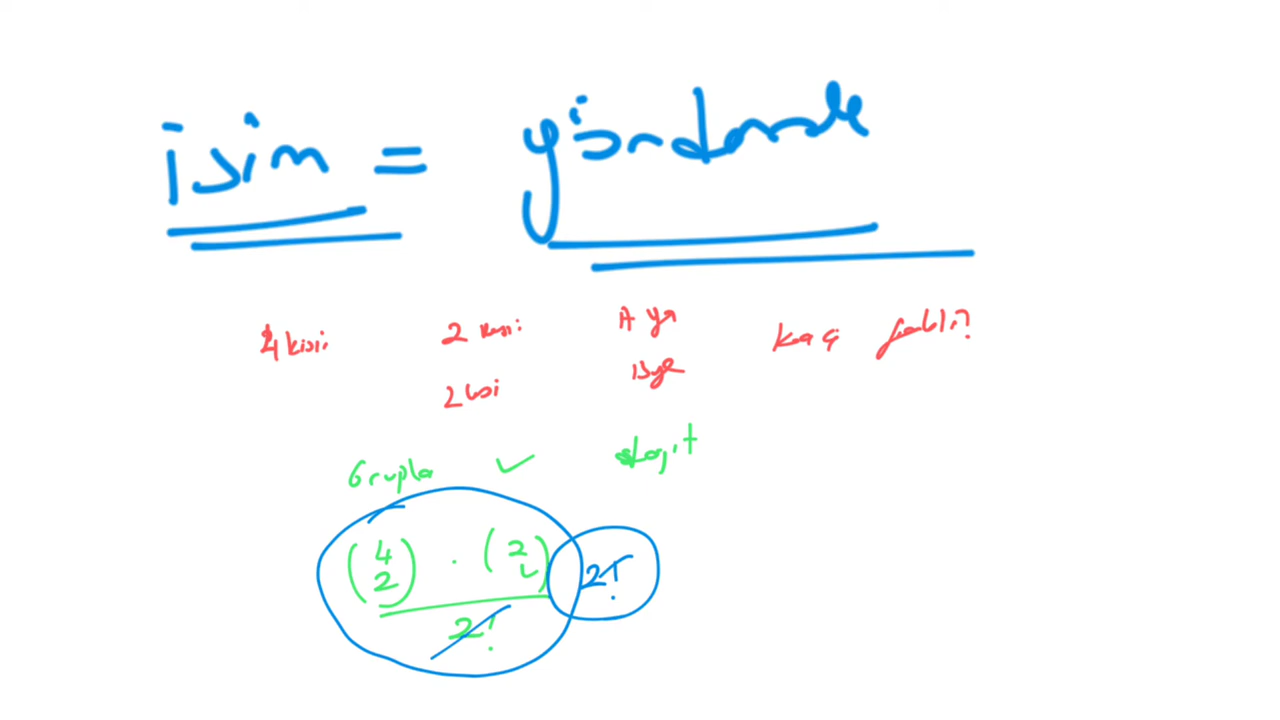 isim = yöntemde
4 kişi 2 kişi A ya kaç farklı?
2 kişi B ye
Grupla ✓ dağıt
(4 2) . (2 2) 2!
2!